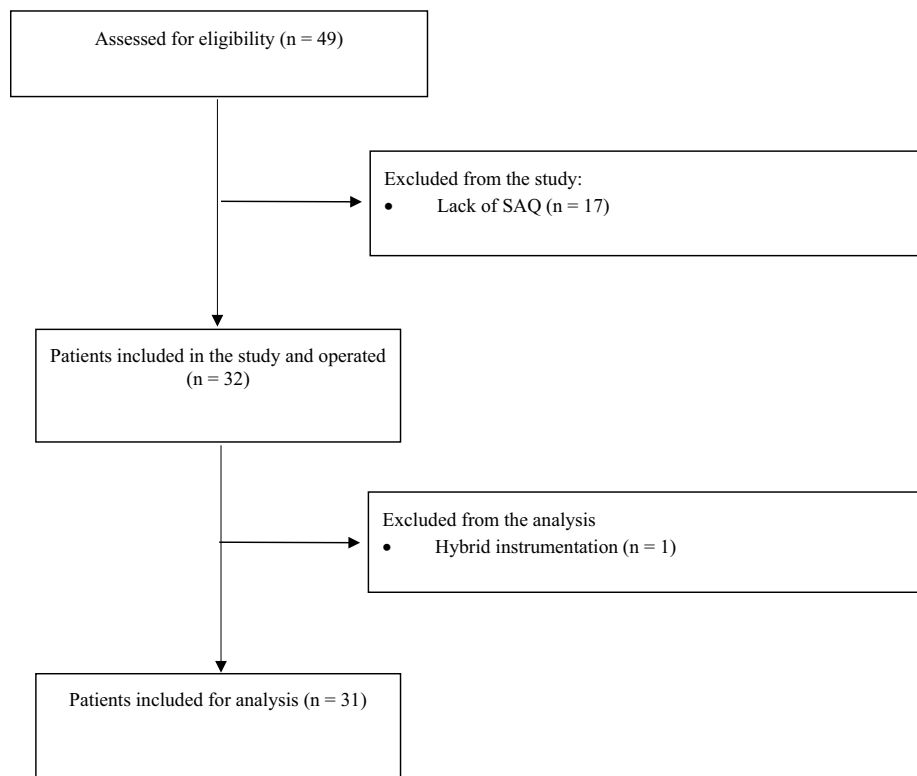 Assessed for eligibility (n = 49)
Excluded from the study:
• Lack of SAQ (n = 17)
Patients included in the study and operated
(n = 32)
Excluded from the analysis
• Hybrid instrumentation (n = 1)
Patients included for analysis (n = 31)